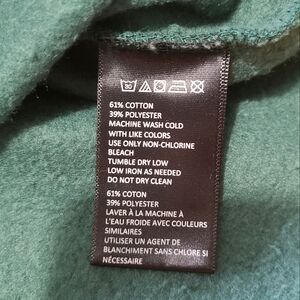 61% COTTON
39% POLYESTER
MACHINE WASH COLD
WITH LIKE COLORS
USE ONLY NON-CHLORINE
BLEACH
TUMBLE DRY LOW
LOW IRON AS NEEDED
DO NOT DRY CLEAN
61% COTON
39% POLYESTER
LAVER À LA MACHINE À
L'EAU FROIDE AVEC COULEURS
SIMILAIRES
UTILISER UN AGENT DE
BLANCHIMENT SANS CHLORE SI
NÉCESSAIRE